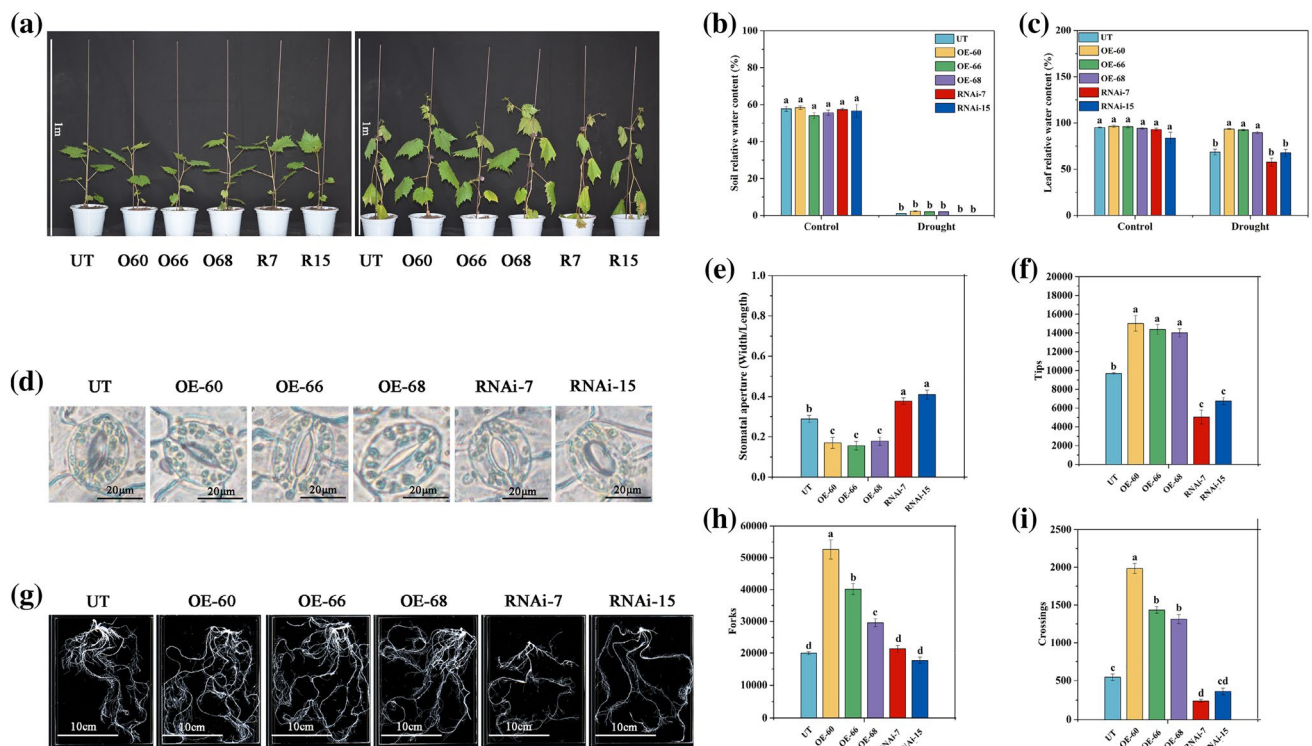 (a)
1m
1m
UT O60 O66 O68 R7 R15
UT O60 O66 O68 R7 R15
(b)
Soil relative water content (%)
100
80
60
40
20
0
UT
OE-60
OE-66
OE-68
RNAi-7
RNAi-15
a a a a a a
b b b b b b
Control Drought
(c)
Leaf relative water content (%)
200
150
100
50
0
UT
OE-60
OE-66
OE-68
RNAi-7
RNAi-15
a a a a a a
b a a a b b
Control Drought
(d)
UT OE-60 OE-66 OE-68 RNAi-7 RNAi-15
20μm 20μm 20μm 20μm 20μm 20μm
(e)
Stomatal aperture (Width/Length)
1.0
0.8
0.6
0.4
0.2
0.0
b c c c a a
UT OE-60 OE-66 OE-68 RNAi-7 RNAi-15
(f)
Tips
20000
18000
16000
14000
12000
10000
8000
6000
4000
2000
0
b a a a c c
UT OE-60 OE-66 OE-68 RNAi-7 RNAi-15
(g)
UT OE-60 OE-66 OE-68 RNAi-7 RNAi-15
10cm 10cm 10cm 10cm 10cm 10cm
(h)
Forks
60000
50000
40000
30000
20000
10000
0
d a b c d d
UT OE-60 OE-66 OE-68 RNAi-7 RNAi-15
(i)
Crossings
2500
2000
1500
1000
500
0
c a b b d cd
UT OE-60 OE-66 OE-68 RNAi-7 RNAi-15